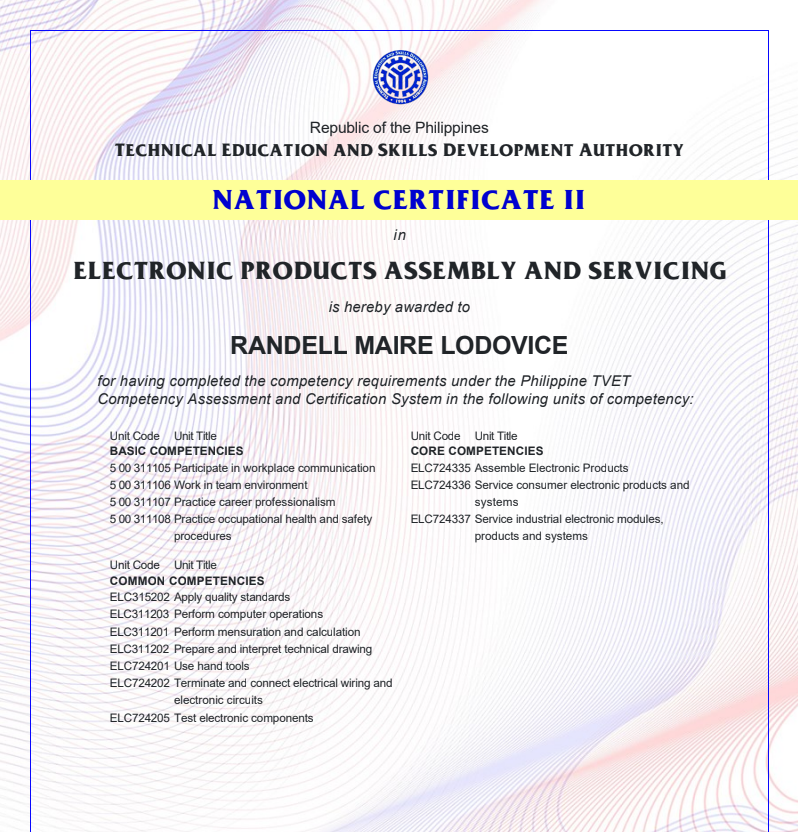 Republic of the Philippines
TECHNICAL EDUCATION AND SKILLS DEVELOPMENT AUTHORITY
NATIONAL CERTIFICATE II
in
ELECTRONIC PRODUCTS ASSEMBLY AND SERVICING
is hereby awarded to
RANDELL MAIRE LODOVICE
for having completed the competency requirements under the Philippine TVET
Competency Assessment and Certification System in the following units of competency:
Unit Code Unit Title
BASIC COMPETENCIES
5 00 311105 Participate in workplace communication
5 00 311106 Work in team environment
5 00 311107 Practice career professionalism
5 00 311108 Practice occupational health and safety
procedures
Unit Code Unit Title
COMMON COMPETENCIES
ELC315202 Apply quality standards
ELC311203 Perform computer operations
ELC311201 Perform mensuration and calculation
ELC311202 Prepare and interpret technical drawing
ELC724201 Use hand tools
ELC724202 Terminate and connect electrical wiring and
electronic circuits
ELC724205 Test electronic components
Unit Code Unit Title
CORE COMPETENCIES
ELC724335 Assemble Electronic Products
ELC724336 Service consumer electronic products and
systems
ELC724337 Service industrial electronic modules,
products and systems